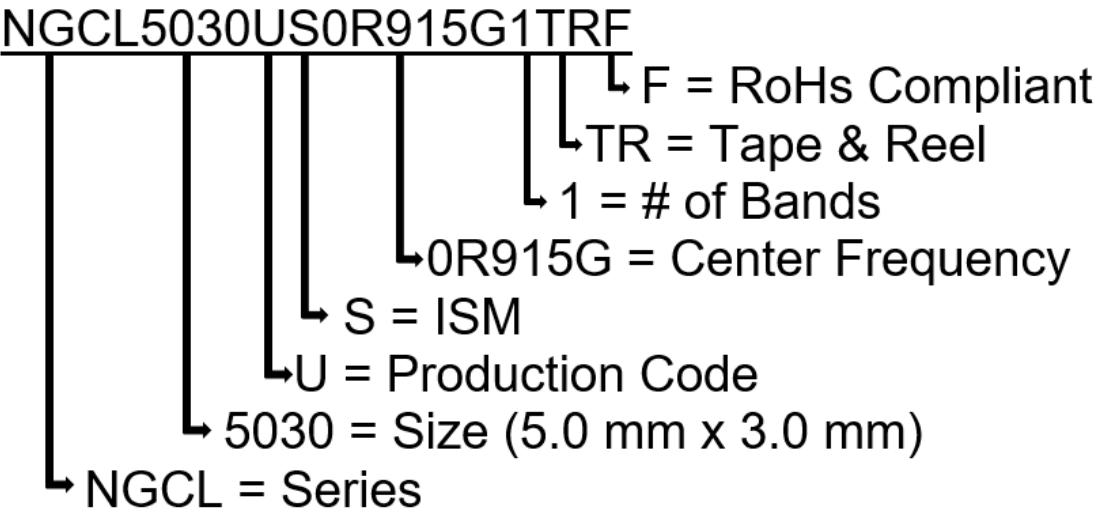 NGCL5030US0R915G1TRF
F = RoHs Compliant
TR = Tape & Reel
1 = # of Bands
0R915G = Center Frequency
S = ISM
U = Production Code
5030 = Size (5.0 mm x 3.0 mm)
NGCL = Series